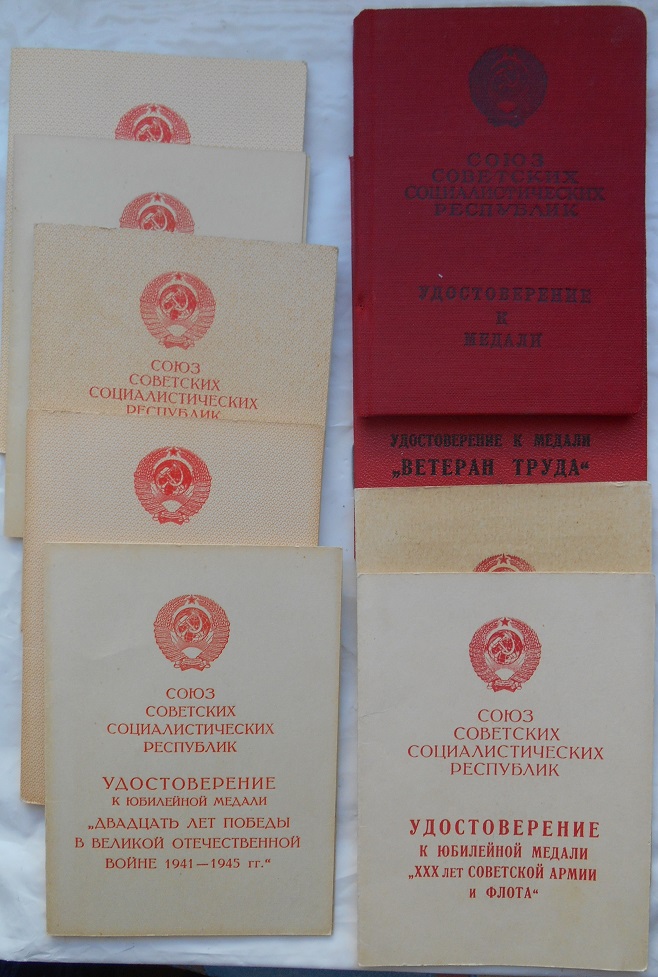 СОЮЗ
СОВЕТСКИХ
СОЦИАЛИСТИЧЕСКИХ
РЕСПУБЛИК
СОЮЗ
СОВЕТСКИХ
СОЦИАЛИСТИЧЕСКИХ
РЕСПУБЛИК
УДОСТОВЕРЕНИЕ
К ЮБИЛЕЙНОЙ МЕДАЛИ
„ДВАДЦАТЬ ЛЕТ ПОБЕДЫ
В ВЕЛИКОЙ ОТЕЧЕСТВЕННОЙ
ВОЙНЕ 1941—1945 гг.“
СОЮЗ
СОВЕТСКИХ
СОЦИАЛИСТИЧЕСКИХ
РЕСПУБЛИК
УДОСТОВЕРЕНИЕ
К
МЕДАЛИ
УДОСТОВЕРЕНИЕ К МЕДАЛИ
„ВЕТЕРАН ТРУДА“
СОЮЗ
СОВЕТСКИХ
СОЦИАЛИСТИЧЕСКИХ
РЕСПУБЛИК
УДОСТОВЕРЕНИЕ
К ЮБИЛЕЙНОЙ МЕДАЛИ
„XXX ЛЕТ СОВЕТСКОЙ АРМИИ
И ФЛОТА“